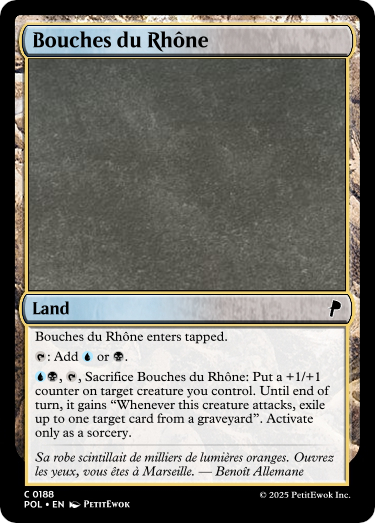 Bouches du Rhône
Land
Bouches du Rhône enters tapped.
: Add or .
, , Sacrifice Bouches du Rhône: Put a +1/+1
counter on target creature you control. Until end
of turn, it gains “Whenever this creature attacks, exile
up to one target card from a graveyard”. Activate
only as a sorcery.
Sa robe scintillait de milliers de lumières oranges. Ouvrez
les yeux, vous êtes à Marseille. — Benoît Allemane
C 0188
POL • EN PetitEwok
© 2025 PetitEwok Inc.